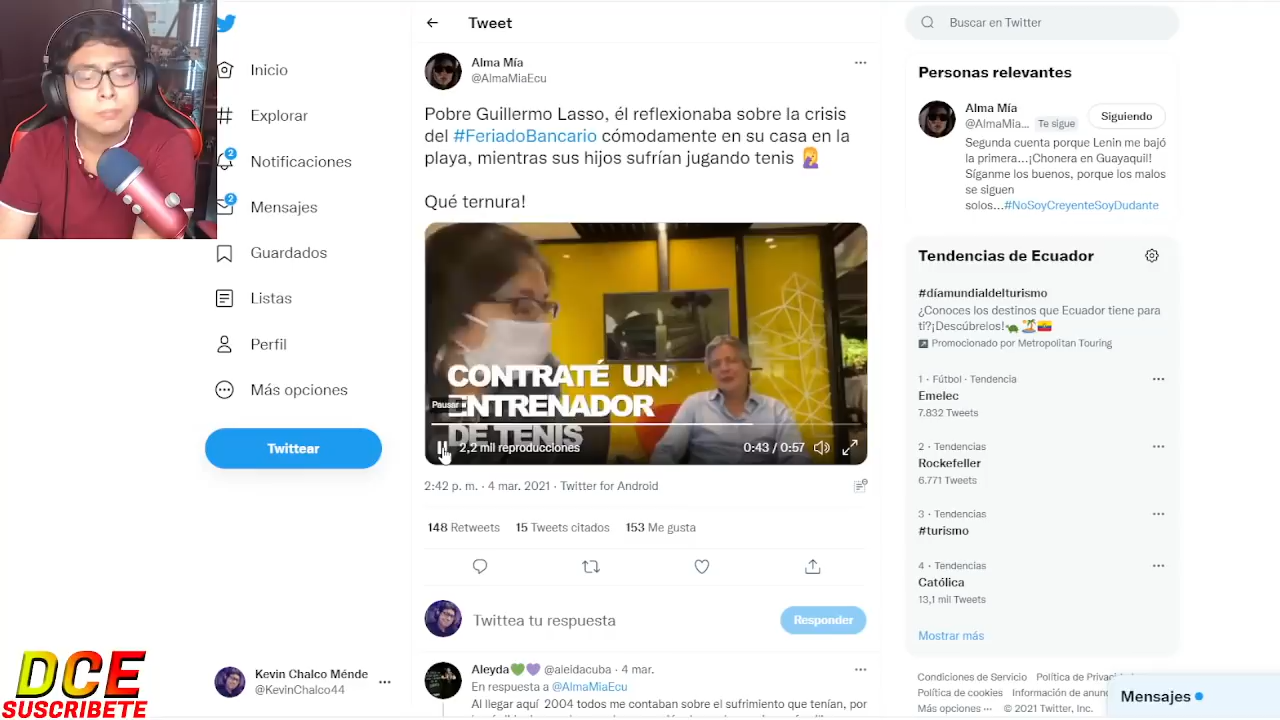 Tweet
Buscar en Twitter
Inicio
Explorar
2
Notificaciones
2
Mensajes
Guardados
Listas
Perfil
Más opciones
Twittear
Kevin Chalco Ménde
@KevinChalco44
DCE
SUSCRIBETE
Alma Mía
@AlmaMiaEcu
Pobre Guillermo Lasso, él reflexionaba sobre la crisis
del #FeriadoBancario cómodamente en su casa en la
playa, mientras sus hijos sufrían jugando tenis 🤦‍♀️
Qué ternura!
CONTRATÉ UN
ENTRENADOR
DE TENIS
Pausar
2,2 mil reproducciones
0:43 / 0:57
2:42 p. m. · 4 mar. 2021 · Twitter for Android
148 Retweets 15 Tweets citados 153 Me gusta
Twittea tu respuesta
Responder
Aleyda💚💜 @aleidacuba · 4 mar.
En respuesta a @AlmaMiaEcu
Al llegar aquí 2004 todos me contaban sobre el sufrimiento que tenían, por
Personas relevantes
Alma Mía
@AlmaMia... Te sigue
Siguiendo
Segunda cuenta porque Lenin me bajó
la primera...¡Chonera en Guayaquil!
Síganme los buenos, porque los malos
se siguen
solos...#NoSoyCreyenteSoyDudante
Tendencias de Ecuador
#díamundialdelturismo
¿Conoces los destinos que Ecuador tiene para
ti?¡Descúbrelos!🐢🏝️🇪🇨
Promocionado por Metropolitan Touring
1 · Fútbol · Tendencia
Emelec
7.832 Tweets
2 · Tendencias
Rockefeller
6.771 Tweets
3 · Tendencias
#turismo
4 · Tendencias
Católica
13,1 mil Tweets
Mostrar más
Condiciones de Servicio Política de Privacid
Política de cookies Información de anunc
Más opciones ··· © 2021 Twitter, Inc.
Mensajes